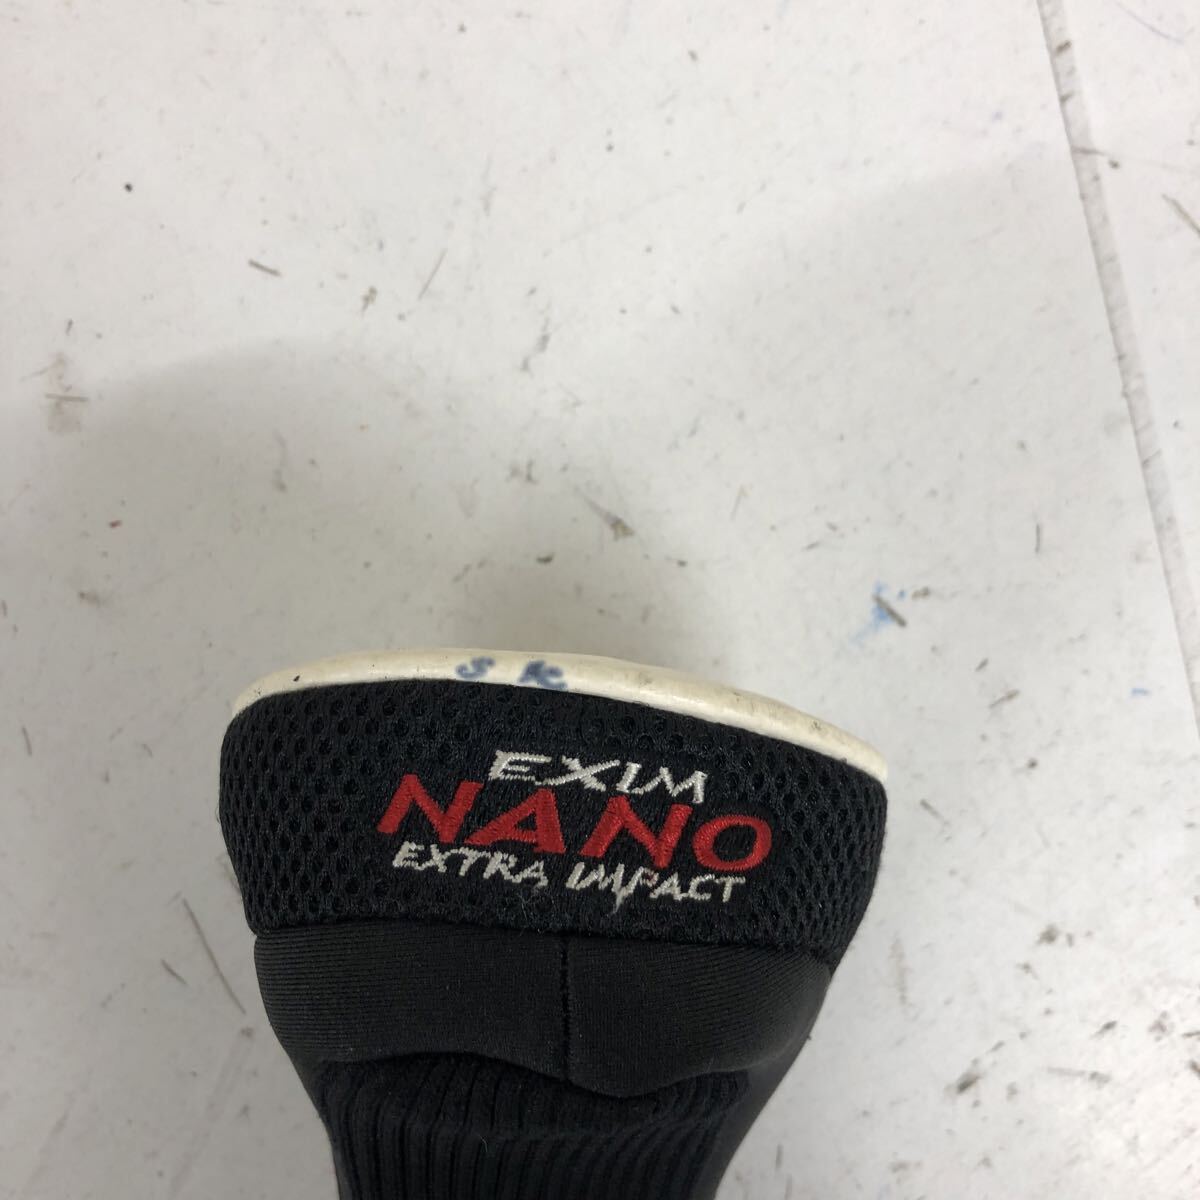 S K
EXIM
NANO
EXTRA IMPACT